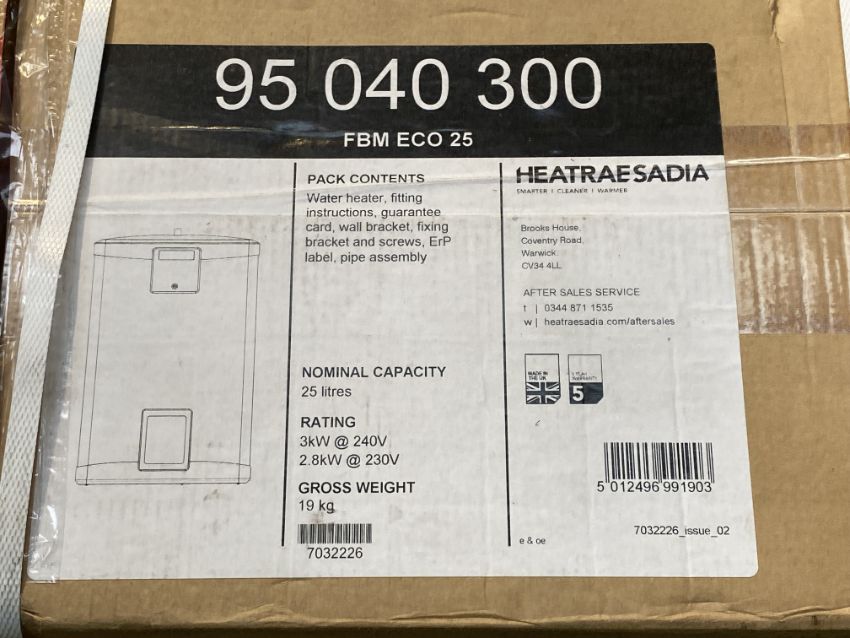 95 040 300
FBM ECO 25
PACK CONTENTS
Water heater, fitting
instructions, guarantee
card, wall bracket, fixing
bracket and screws, ErP
label, pipe assembly
NOMINAL CAPACITY
25 litres
RATING
3kW @ 240V
2.8kW @ 230V
GROSS WEIGHT
19 kg
7032226
HEATRAE SADIA
SMARTER | CLEANER | WARMER
Brooks House,
Coventry Road,
Warwick.
CV34 4LL
AFTER SALES SERVICE
t | 0344 871 1535
w | heatraesadia.com/aftersales
MADE IN
THE UK
WARRANTY
5
5 012496 991903
7032226_issue_02
e & oe